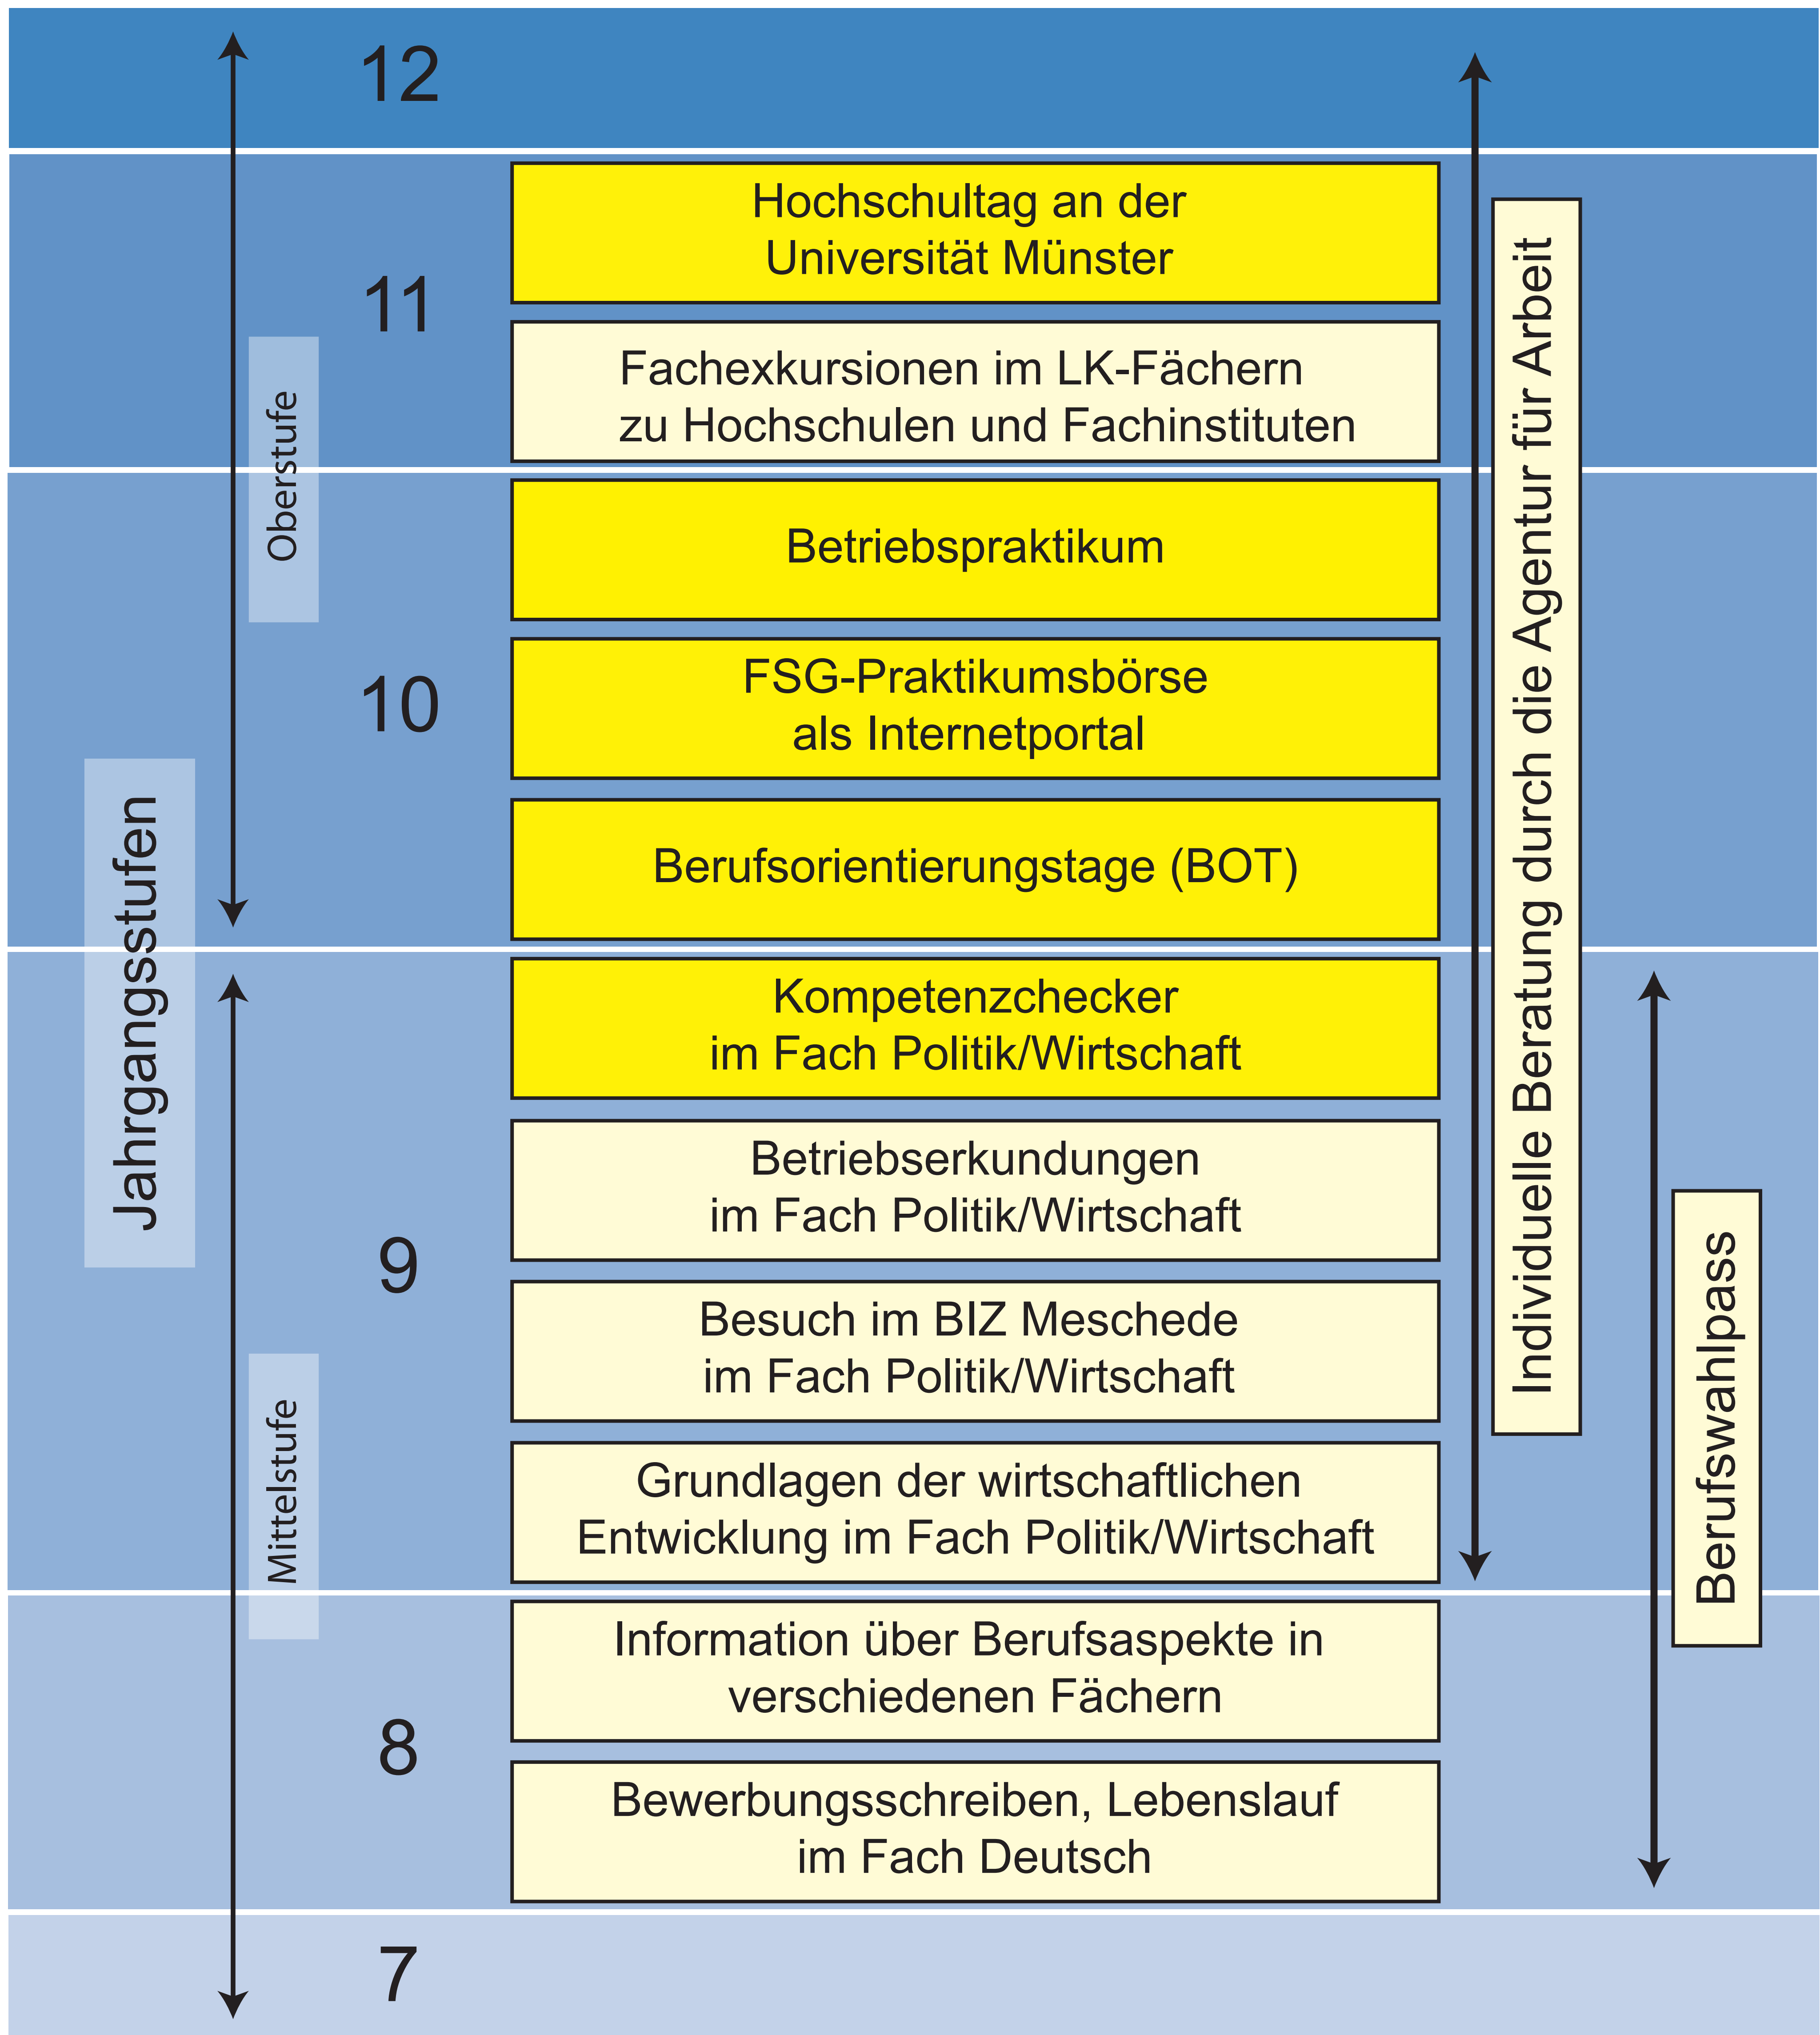 12
11
10
9
8
7
Jahrgangsstufen
Oberstufe
Mittelstufe
Hochschultag an der
Universität Münster
Fachexkursionen im LK-Fächern
zu Hochschulen und Fachinstituten
Betriebspraktikum
FSG-Praktikumsbörse
als Internetportal
Berufsorientierungstage (BOT)
Kompetenzchecker
im Fach Politik/Wirtschaft
Betriebserkundungen
im Fach Politik/Wirtschaft
Besuch im BIZ Meschede
im Fach Politik/Wirtschaft
Grundlagen der wirtschaftlichen
Entwicklung im Fach Politik/Wirtschaft
Information über Berufsaspekte in
verschiedenen Fächern
Bewerbungsschreiben, Lebenslauf
im Fach Deutsch
Individuelle Beratung durch die Agentur für Arbeit
Berufswahlpass